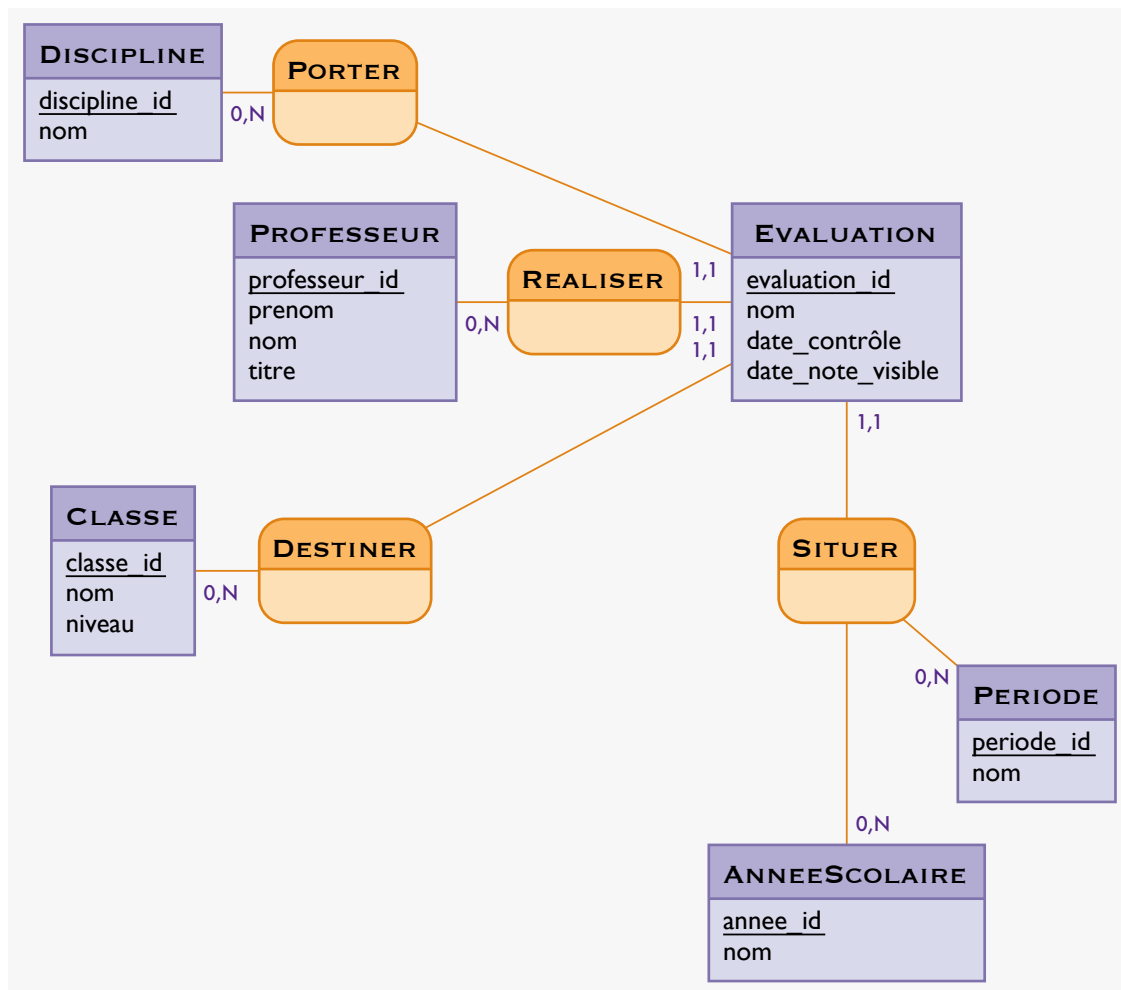 DISCIPLINE
discipline_id
nom
0,N
PORTER
PROFESSEUR
professeur_id
prenom
nom
titre
0,N
REALISER
1,1
1,1
1,1
EVALUATION
evaluation_id
nom
date_contrôle
date_note_visible
1,1
CLASSE
classe_id
nom
niveau
0,N
DESTINER
SITUER
0,N
PERIODE
periode_id
nom
0,N
ANNEESCOLAIRE
annee_id
nom